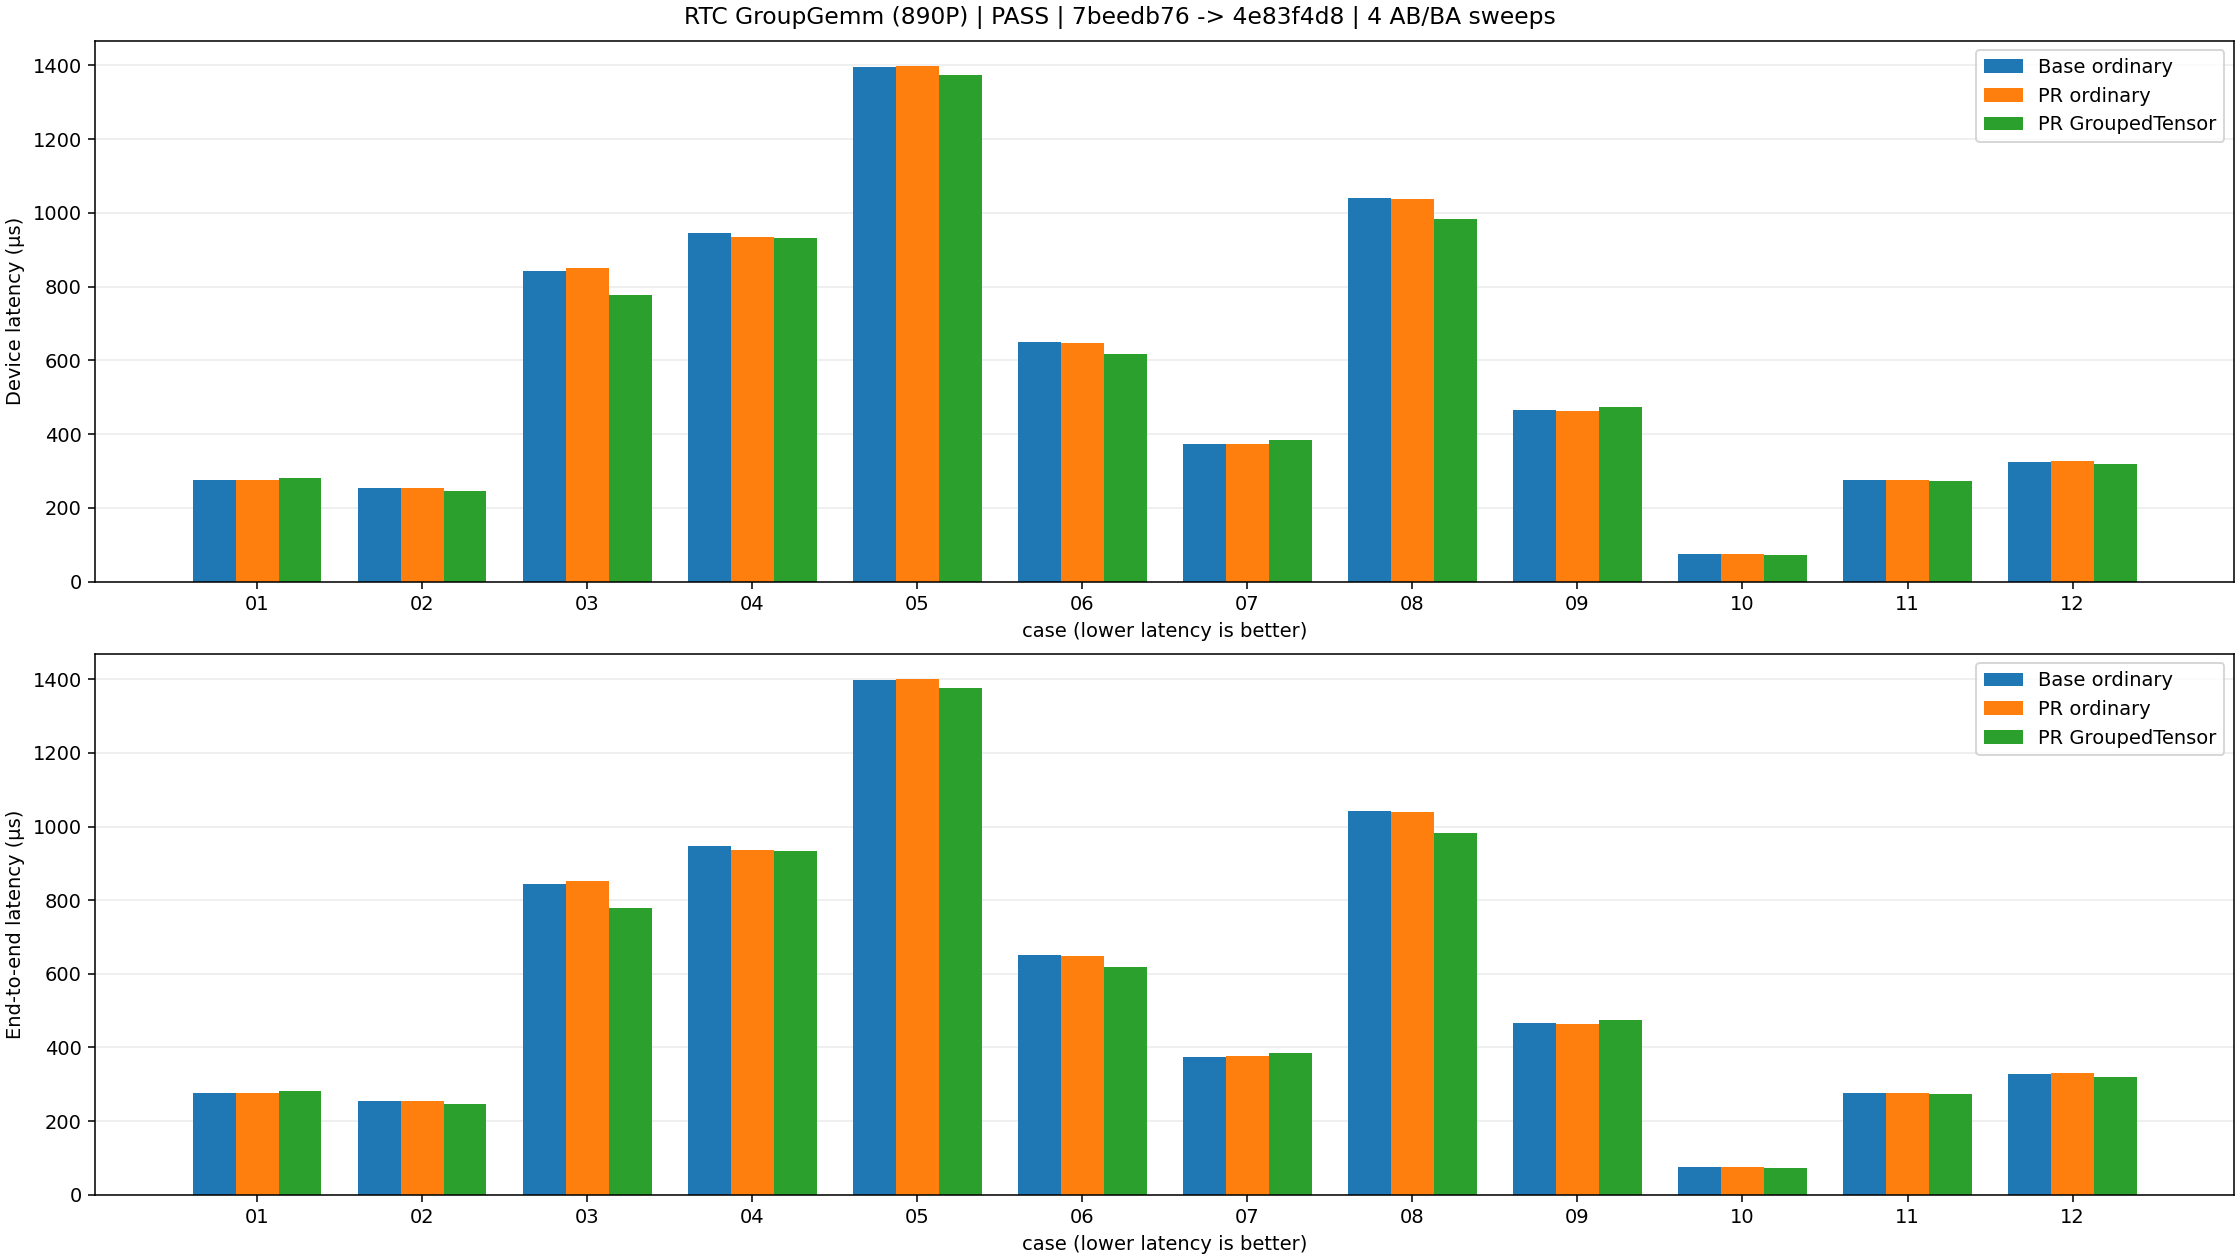 RTC GroupGemm (890P) | PASS | 7beedb76 -> 4e83f4d8 | 4 AB/BA sweeps
Device latency (µs)
1400
1200
1000
800
600
400
200
0
Base ordinary
PR ordinary
PR GroupedTensor
01 02 03 04 05 06 07 08 09 10 11 12
case (lower latency is better)
End-to-end latency (µs)
1400
1200
1000
800
600
400
200
0
Base ordinary
PR ordinary
PR GroupedTensor
01 02 03 04 05 06 07 08 09 10 11 12
case (lower latency is better)